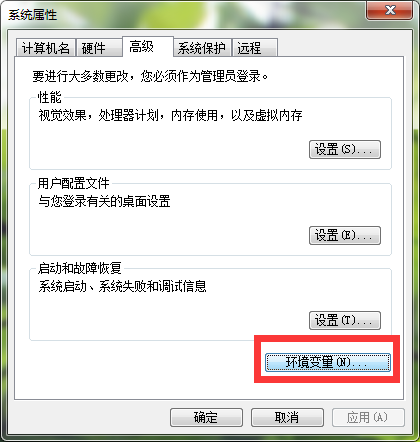 系统属性
计算机名 硬件 高级 系统保护 远程
要进行大多数更改，您必须作为管理员登录。
性能
视觉效果，处理器计划，内存使用，以及虚拟内存
设置(S)...
用户配置文件
与您登录有关的桌面设置
设置(E)...
启动和故障恢复
系统启动、系统失败和调试信息
设置(T)...
环境变量(N)...
确定 取消 应用(A)